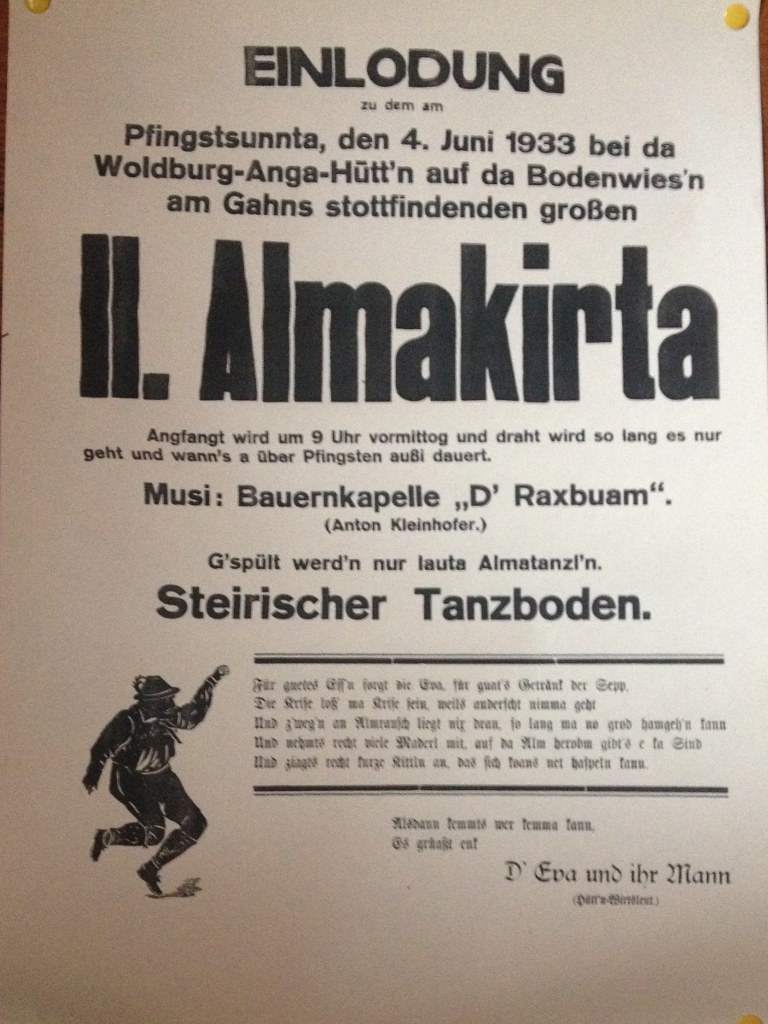 EINLODUNG
zu dem am
Pfingstsunnta, den 4. Juni 1933 bei da
Woldburg-Anga-Hütt'n auf da Bodenwies'n
am Gahns stottfindenden großen
II. Almakirta
Angfangt wird um 9 Uhr vormittog und draht wird so lang es nur
geht und wann's a über Pfingsten außi dauert.
Musi: Bauernkapelle „D' Raxbuam“.
(Anton Kleinhofer.)
G'spült werd'n nur lauta Almatanzl'n.
Steirischer Tanzboden.
Für guetes Eff'n sorgt die Eva, für guat's Getränk der Sepp.
Die Krise loß' ma Krise sein, weils anderscht nimma geht
Und z'weg'n an Almrausch liegt nix dran, so lang ma no grod hamgeh'n kann
Und nehmts recht viele Maderl mit, auf da Alm herobm gibt's e ka Sind
Und ziagts recht kurze Kittln an, das sich koans net haspeln kann.
Alsdann kemmts wer kemma kann,
Es grüaßt enk
D' Eva und ihr Mann
(Hütt'n-Wirtsleut.)